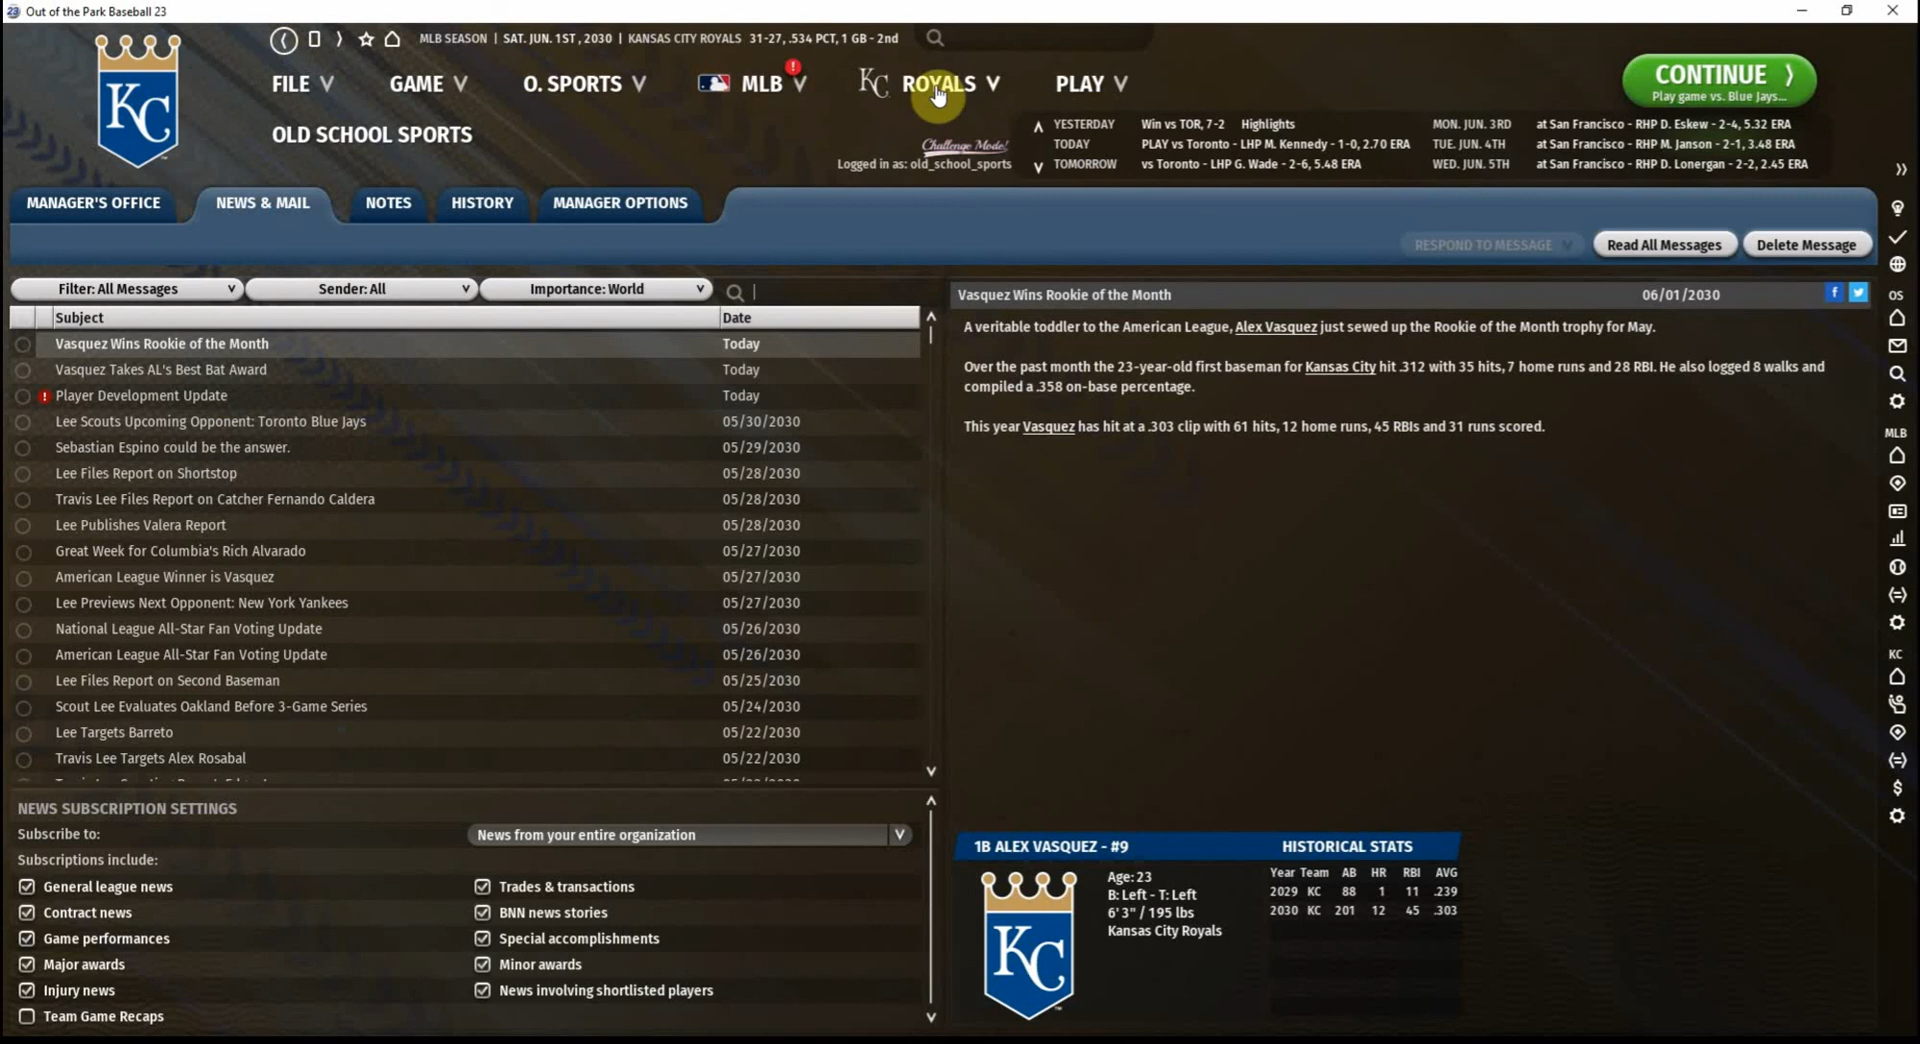 23 Out of the Park Baseball 23
MLB SEASON | SAT. JUN. 1ST , 2030 | KANSAS CITY ROYALS 31-27, .534 PCT, 1 GB - 2nd
FILE GAME O. SPORTS MLB ! KC ROYALS PLAY
CONTINUE
Play game vs. Blue Jays...
KC
OLD SCHOOL SPORTS
Challenge Mode!
Logged in as: old_school_sports
YESTERDAY Win vs TOR, 7-2 Highlights MON. JUN. 3RD at San Francisco - RHP D. Eskew - 2-4, 5.32 ERA
TODAY PLAY vs Toronto - LHP M. Kennedy - 1-0, 2.70 ERA TUE. JUN. 4TH at San Francisco - RHP M. Janson - 2-1, 3.48 ERA
TOMORROW vs Toronto - LHP G. Wade - 2-6, 5.48 ERA WED. JUN. 5TH at San Francisco - RHP D. Lonergan - 2-2, 2.45 ERA
MANAGER'S OFFICE NEWS & MAIL NOTES HISTORY MANAGER OPTIONS
RESPOND TO MESSAGE Read All Messages Delete Message
Filter: All Messages Sender: All Importance: World
Subject Date
Vasquez Wins Rookie of the Month Today
Vasquez Takes AL's Best Bat Award Today
! Player Development Update Today
Lee Scouts Upcoming Opponent: Toronto Blue Jays 05/30/2030
Sebastian Espino could be the answer. 05/29/2030
Lee Files Report on Shortstop 05/28/2030
Travis Lee Files Report on Catcher Fernando Caldera 05/28/2030
Lee Publishes Valera Report 05/28/2030
Great Week for Columbia's Rich Alvarado 05/27/2030
American League Winner is Vasquez 05/27/2030
Lee Previews Next Opponent: New York Yankees 05/27/2030
National League All-Star Fan Voting Update 05/26/2030
American League All-Star Fan Voting Update 05/26/2030
Lee Files Report on Second Baseman 05/25/2030
Scout Lee Evaluates Oakland Before 3-Game Series 05/24/2030
Lee Targets Barreto 05/22/2030
Travis Lee Targets Alex Rosabal 05/22/2030
Vasquez Wins Rookie of the Month 06/01/2030
A veritable toddler to the American League, Alex Vasquez just sewed up the Rookie of the Month trophy for May.
Over the past month the 23-year-old first baseman for Kansas City hit .312 with 35 hits, 7 home runs and 28 RBI. He also logged 8 walks and
compiled a .358 on-base percentage.
This year Vasquez has hit at a .303 clip with 61 hits, 12 home runs, 45 RBIs and 31 runs scored.
NEWS SUBSCRIPTION SETTINGS
Subscribe to: News from your entire organization
Subscriptions include:
General league news Trades & transactions
Contract news BNN news stories
Game performances Special accomplishments
Major awards Minor awards
Injury news News involving shortlisted players
Team Game Recaps
1B ALEX VASQUEZ - #9 HISTORICAL STATS
KC
Age: 23
B: Left - T: Left
6' 3" / 195 lbs
Kansas City Royals
Year Team AB HR RBI AVG
2029 KC 88 1 11 .239
2030 KC 201 12 45 .303
OS
MLB
KC
$